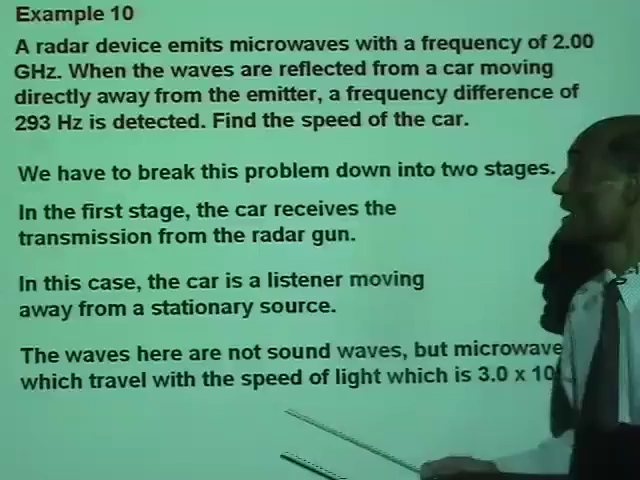 Example 10
A radar device emits microwaves with a frequency of 2.00
GHz. When the waves are reflected from a car moving
directly away from the emitter, a frequency difference of
293 Hz is detected. Find the speed of the car.
We have to break this problem down into two stages.
In the first stage, the car receives the
transmission from the radar gun.
In this case, the car is a listener moving
away from a stationary source.
The waves here are not sound waves, but microwave
which travel with the speed of light which is 3.0 x 10